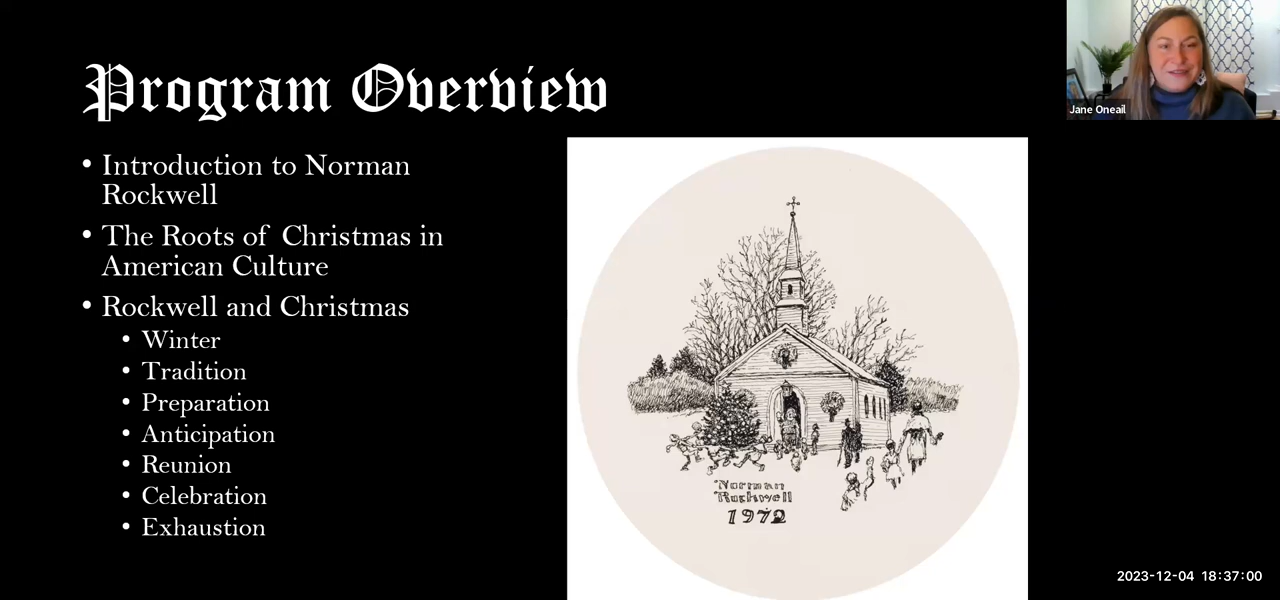 Program Overview
• Introduction to Norman
Rockwell
• The Roots of Christmas in
American Culture
• Rockwell and Christmas
• Winter
• Tradition
• Preparation
• Anticipation
• Reunion
• Celebration
• Exhaustion
Norman
Rockwell
1972
Jane Oneail
2023-12-04 18:37:00